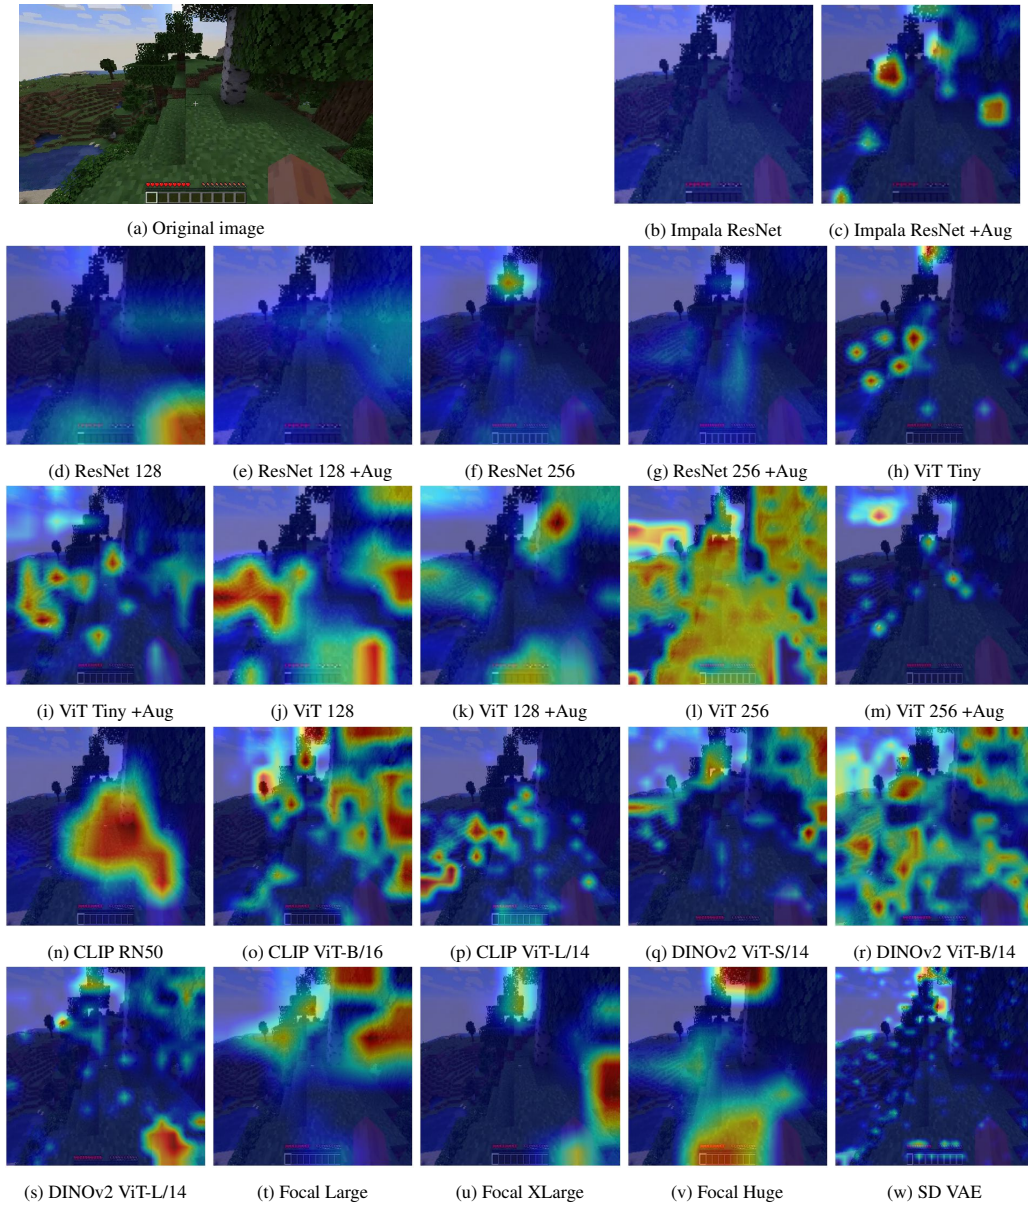 (a) Original image
(b) Impala ResNet
(c) Impala ResNet +Aug
(d) ResNet 128
(e) ResNet 128 +Aug
(f) ResNet 256
(g) ResNet 256 +Aug
(h) ViT Tiny
(i) ViT Tiny +Aug
(j) ViT 128
(k) ViT 128 +Aug
(l) ViT 256
(m) ViT 256 +Aug
(n) CLIP RN50
(o) CLIP ViT-B/16
(p) CLIP ViT-L/14
(q) DINOv2 ViT-S/14
(r) DINOv2 ViT-B/14
(s) DINOv2 ViT-L/14
(t) Focal Large
(u) Focal XLarge
(v) Focal Huge
(w) SD VAE